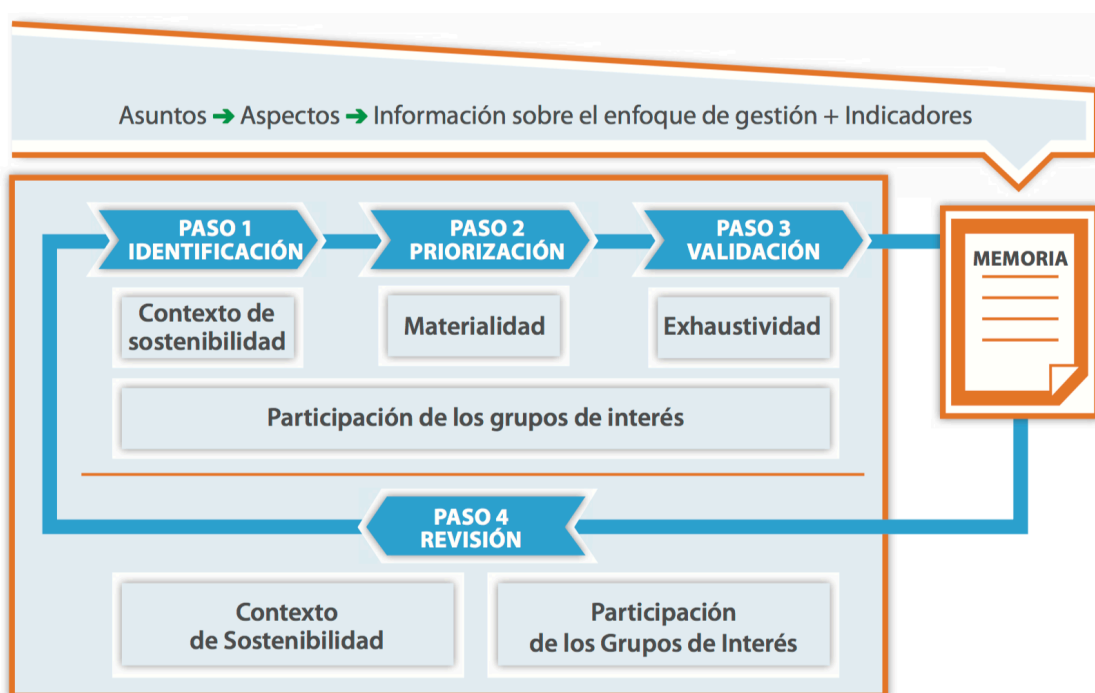 Asuntos ➔ Aspectos ➔ Información sobre el enfoque de gestión + Indicadores
PASO 1
IDENTIFICACIÓN
PASO 2
PRIORIZACIÓN
PASO 3
VALIDACIÓN
MEMORIA
Contexto de
sostenibilidad
Materialidad
Exhaustividad
Participación de los grupos de interés
PASO 4
REVISIÓN
Contexto
de Sostenibilidad
Participación
de los Grupos de Interés